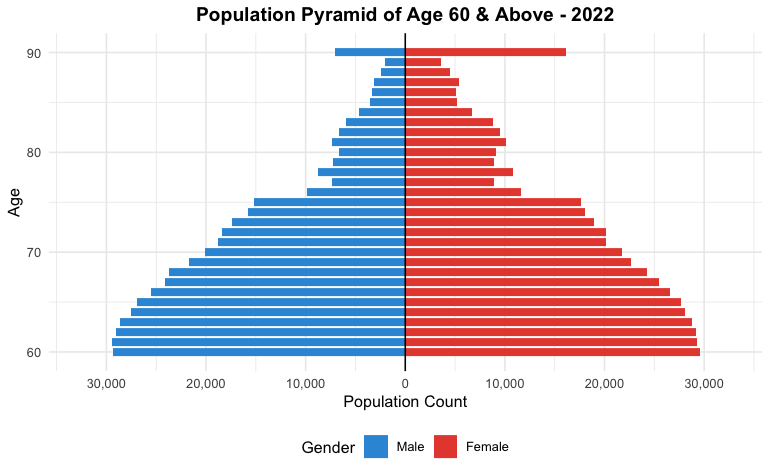 Population Pyramid of Age 60 & Above - 2022
90
80
70
60
Age
30,000 20,000 10,000 0 10,000 20,000 30,000
Population Count
Gender Male Female